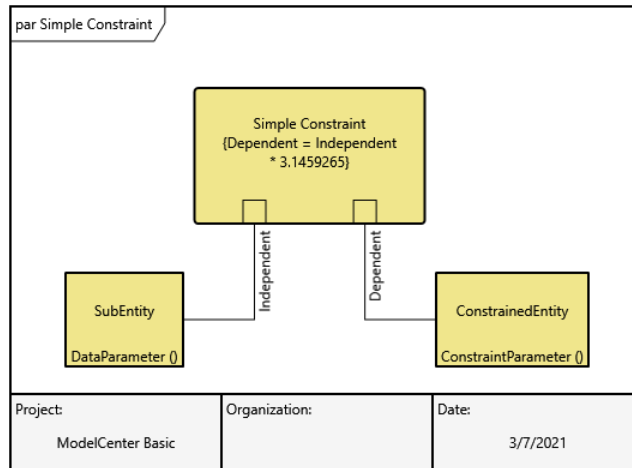 par Simple Constraint
Simple Constraint
{Dependent = Independent
* 3.1459265}
Independent
Dependent
SubEntity
DataParameter ()
ConstrainedEntity
ConstraintParameter ()
Project:
ModelCenter Basic
Organization:
Date:
3/7/2021